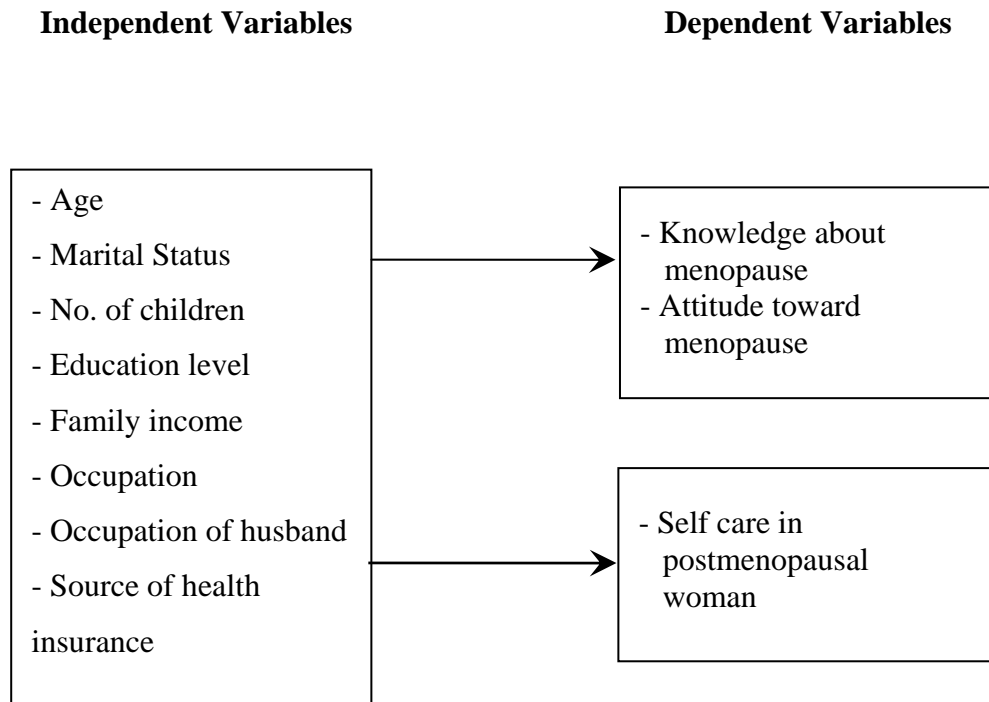 Independent Variables
Dependent Variables
- Age
- Marital Status
- No. of children
- Education level
- Family income
- Occupation
- Occupation of husband
- Source of health
insurance
- Knowledge about
menopause
- Attitude toward
menopause
- Self care in
postmenopausal
woman